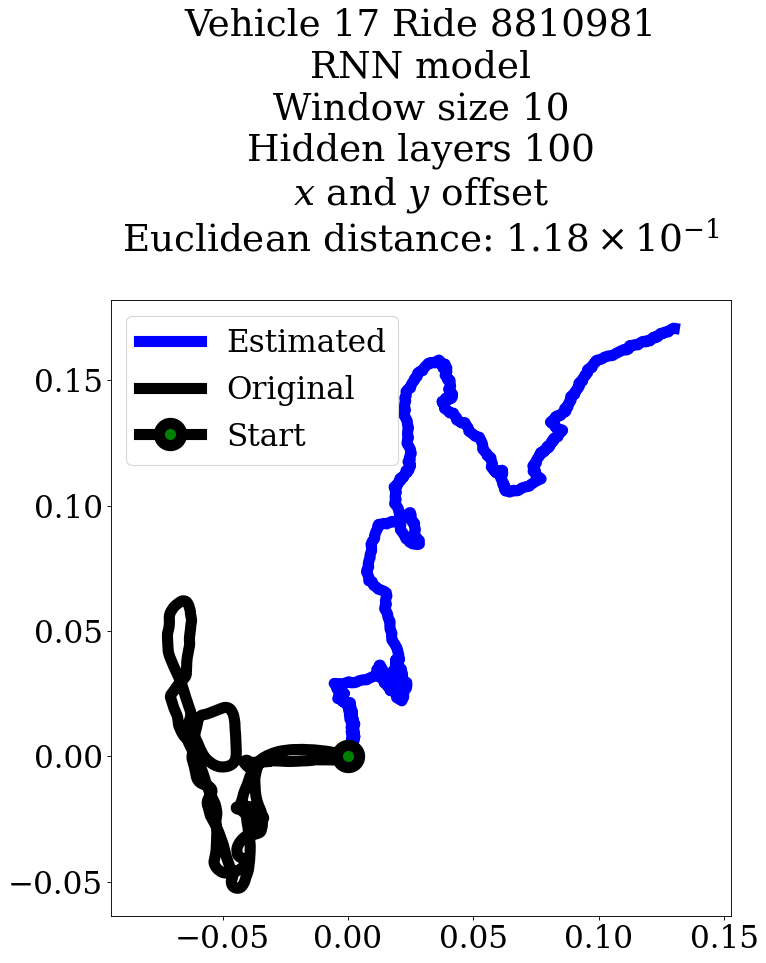 Vehicle 17 Ride 8810981
RNN model
Window size 10
Hidden layers 100
x and y offset
Euclidean distance: 1.18 × 10⁻¹
Estimated
Original
Start
0.15
0.10
0.05
0.00
−0.05
−0.05 0.00 0.05 0.10 0.15